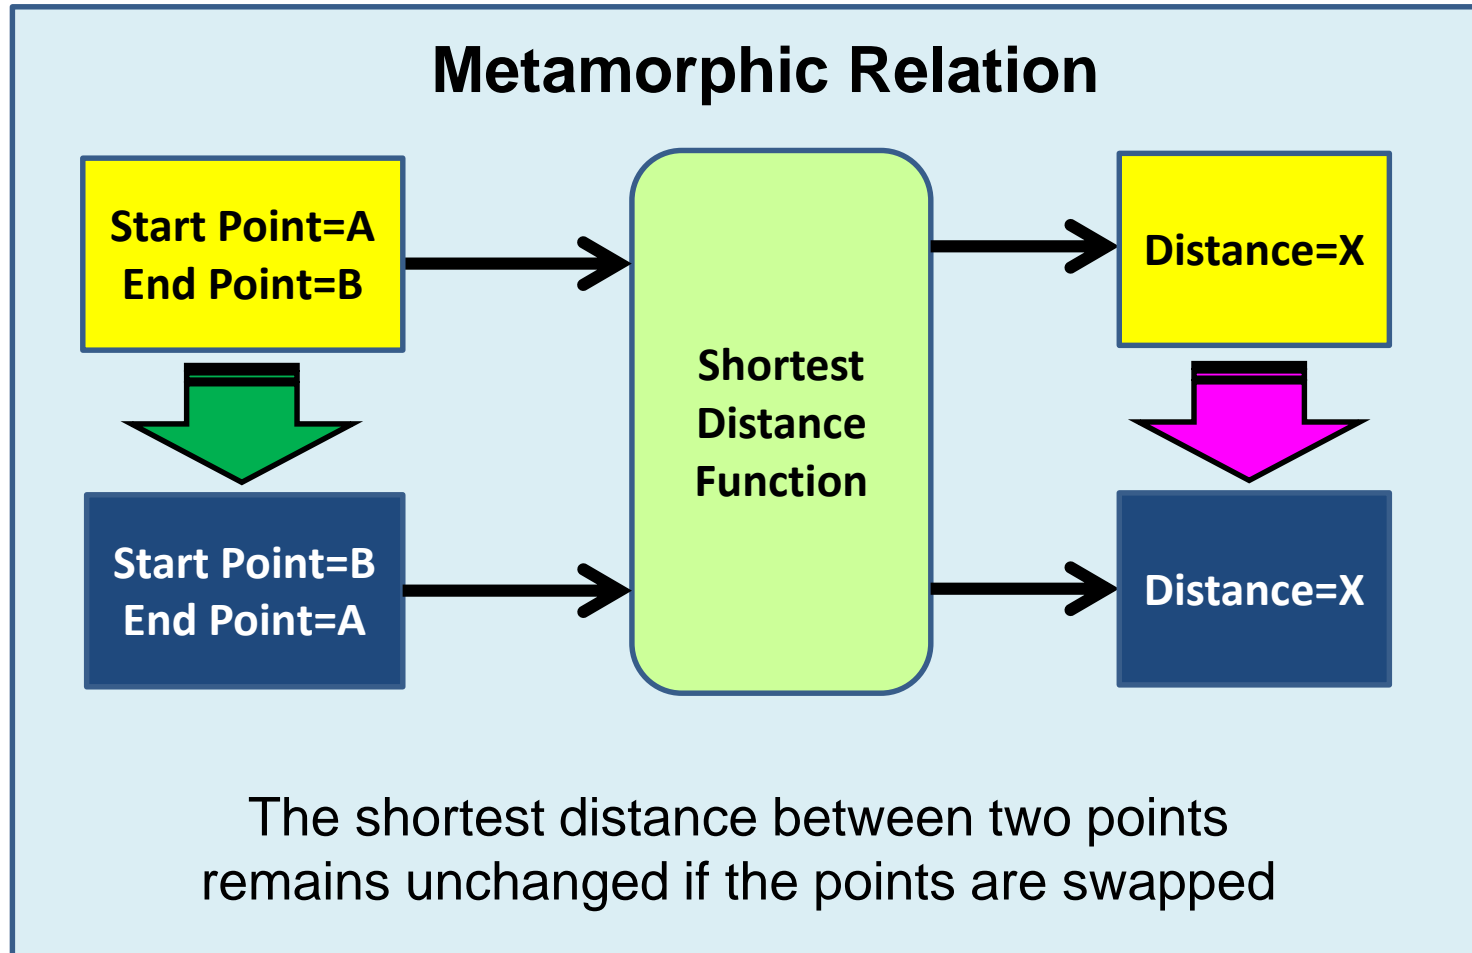 Metamorphic Relation
Start Point=A
End Point=B
Shortest
Distance
Function
Distance=X
Start Point=B
End Point=A
Distance=X
The shortest distance between two points
remains unchanged if the points are swapped